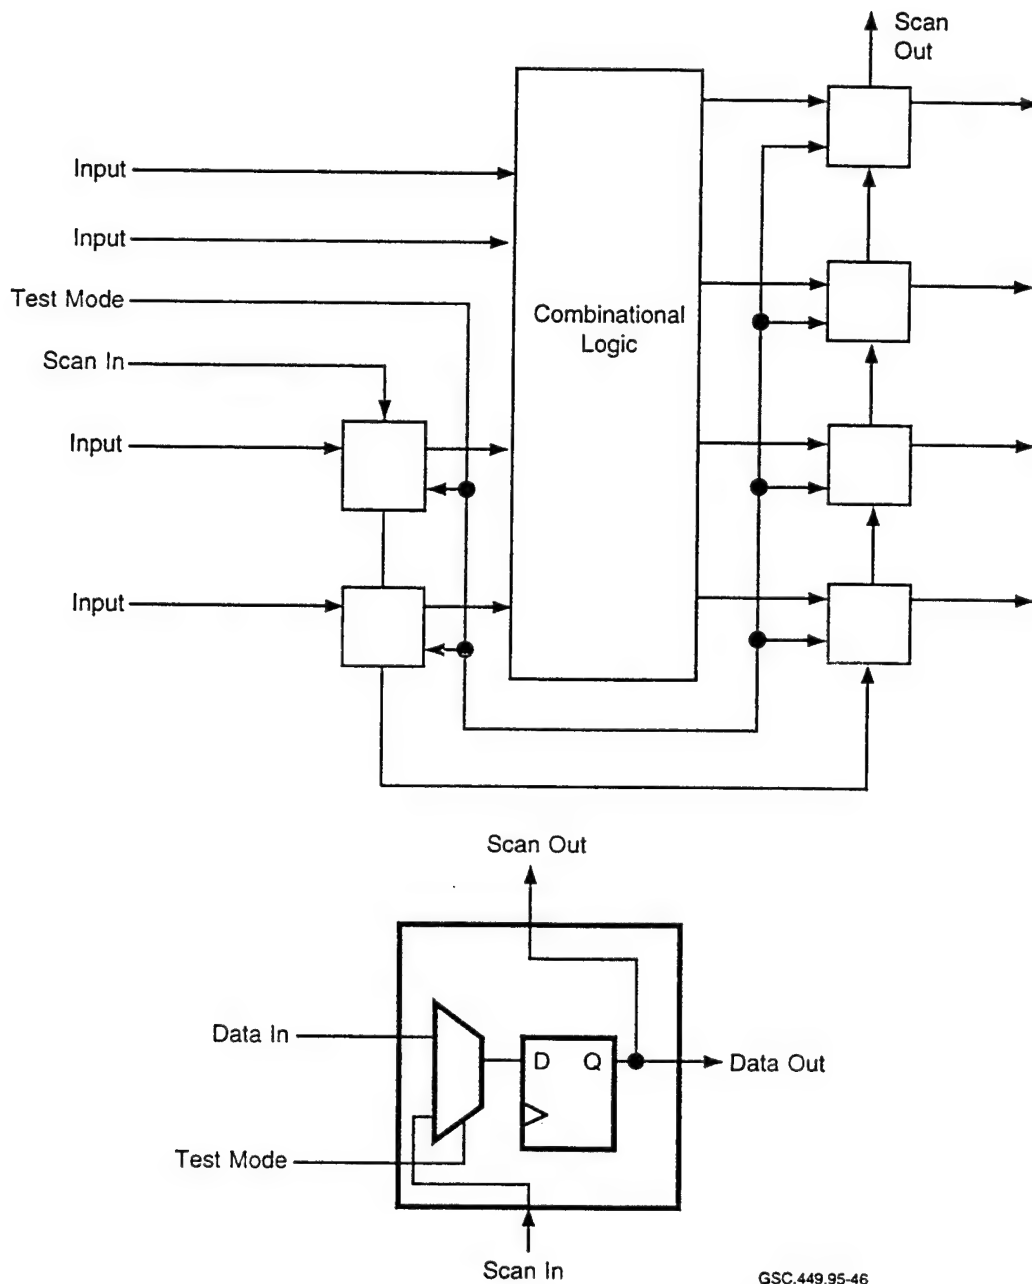 Scan
Out
Input
Input
Test Mode
Combinational
Logic
Scan In
Input
Input
Scan Out
Data In
D
Q
Data Out
Test Mode
Scan In
GSC.449.95-46